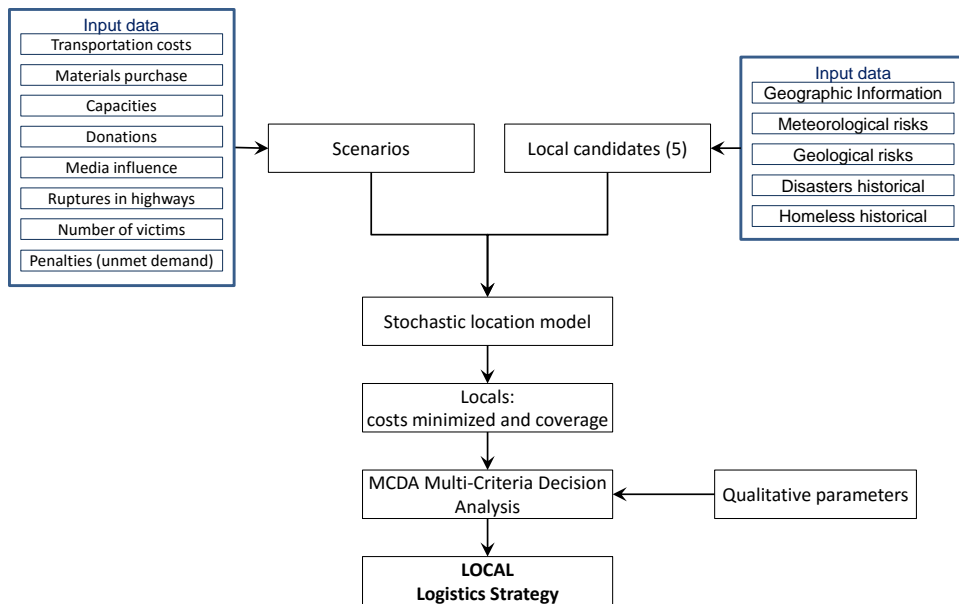 Input data
Transportation costs
Materials purchase
Capacities
Donations
Media influence
Ruptures in highways
Number of victims
Penalties (unmet demand)
Scenarios
Local candidates (5)
Input data
Geographic Information
Meteorological risks
Geological risks
Disasters historical
Homeless historical
Stochastic location model
Locals:
costs minimized and coverage
MCDA Multi-Criteria Decision
Analysis
Qualitative parameters
LOCAL
Logistics Strategy